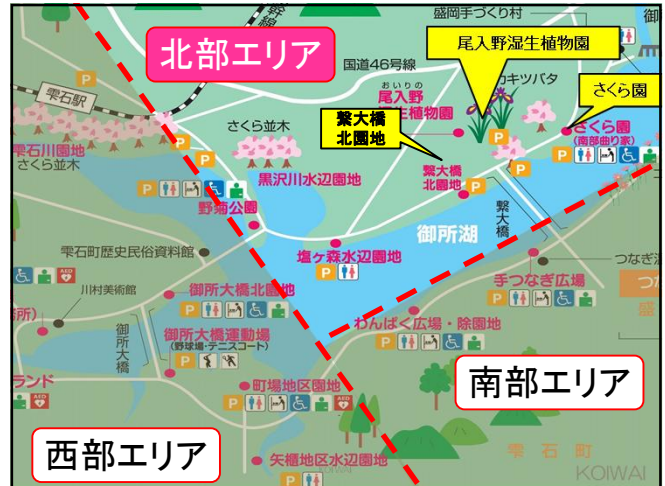 盛岡手づくり村
北部エリア
尾入野湿生植物園
国道46号線
カキツバタ
さくら園
雫石駅
おいりの
尾入野
湿生植物園
繋大橋
北園地
さくら並木
さくら園
(南部曲り家)
雫石川園地
さくら並木
黒沢川水辺園地
繋大橋
北園地
野菊公園
御所湖
繋大橋
雫石町歴史民俗資料館
塩ヶ森水辺園地
つなぎ
手つなぎ広場
つな
盛
川村美術館
御所大橋北園地
わんぱく広場・除園地
所)
御所大橋
御所大橋運動場
(野球場・テニスコート)
ランド
町場地区園地
南部エリア
西部エリア
矢櫃地区水辺園地
雫石町
KOIWAI
KOIWAI